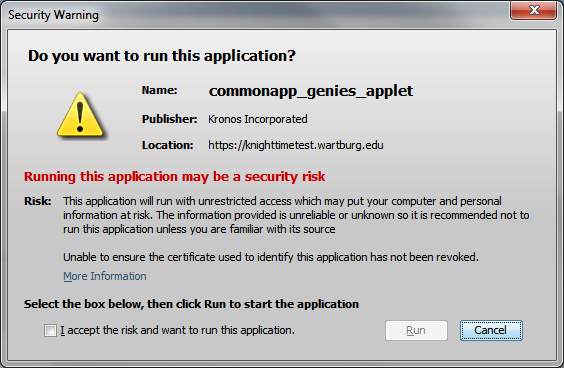 Security Warning
Do you want to run this application?
Name: commonapp_genies_applet
Publisher: Kronos Incorporated
Location: https://knighttimetest.wartburg.edu
Running this application may be a security risk
Risk: This application will run with unrestricted access which may put your computer and personal
information at risk. The information provided is unreliable or unknown so it is recommended not to
run this application unless you are familiar with its source
Unable to ensure the certificate used to identify this application has not been revoked.
More Information
Select the box below, then click Run to start the application
I accept the risk and want to run this application.
Run
Cancel